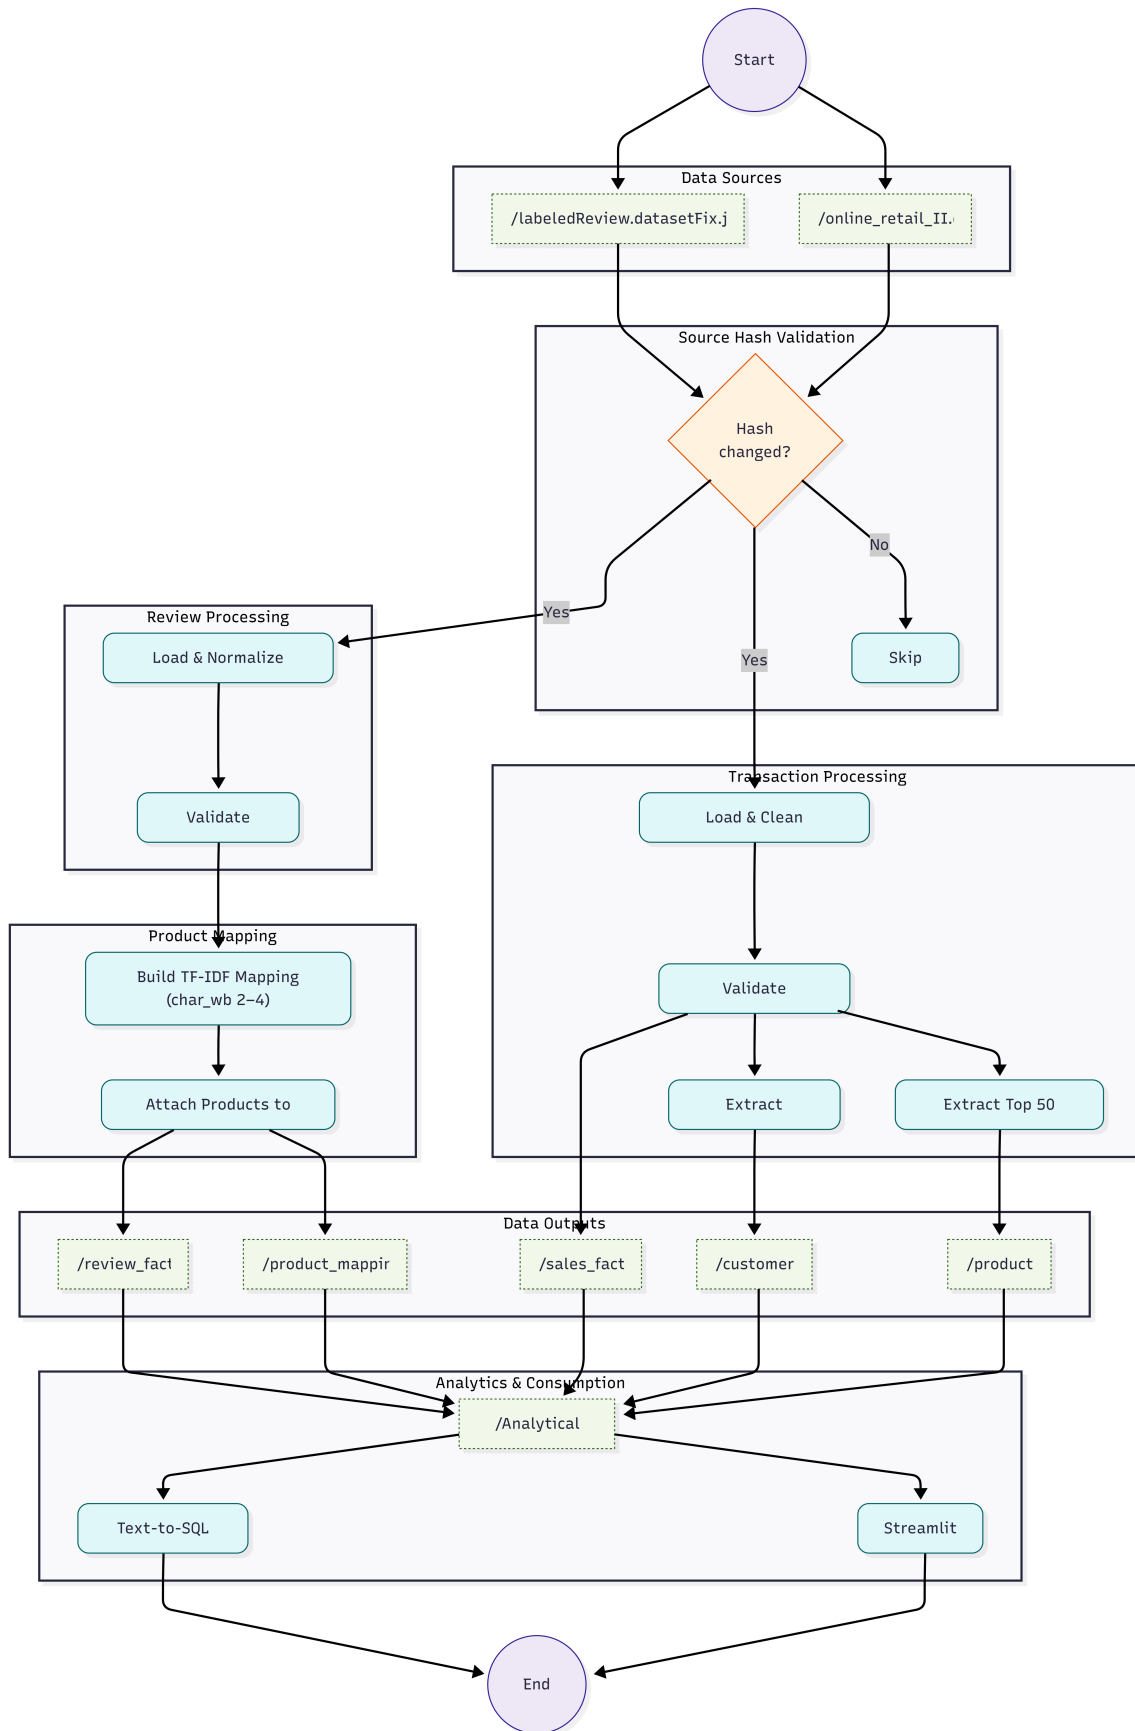 Start
Data Sources
/labeledReview.datasetFix.j
/online_retail_II.
Source Hash Validation
Hash
changed?
No
Yes
Yes
Skip
Review Processing
Load & Normalize
Validate
Transaction Processing
Load & Clean
Validate
Extract
Extract Top 50
Product Mapping
Build TF-IDF Mapping
(char_wb 2–4)
Attach Products to
Data Outputs
/review_fact
/product_mappin
/sales_fact
/customer
/product
Analytics & Consumption
/Analytical
Text-to-SQL
Streamlit
End